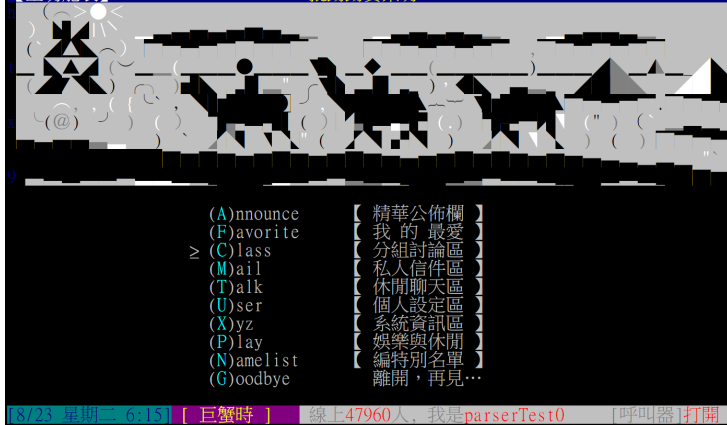 (A)nnounce 【 精華公佈欄 】
(F)avorite 【 我 的 最愛 】
≥ (C)lass 【 分組討論區 】
(M)ail 【 私人信件區 】
(T)alk 【 休閒聊天區 】
(U)ser 【 個人設定區 】
(X)yz 【 系統資訊區 】
(P)lay 【 娛樂與休閒 】
(N)amelist 【 編特別名單 】
(G)oodbye 離開，再見…
[8/23 星期二 6:15] [ 巨蟹時 ] 線上47960人, 我是parserTest0 [呼叫器]打開